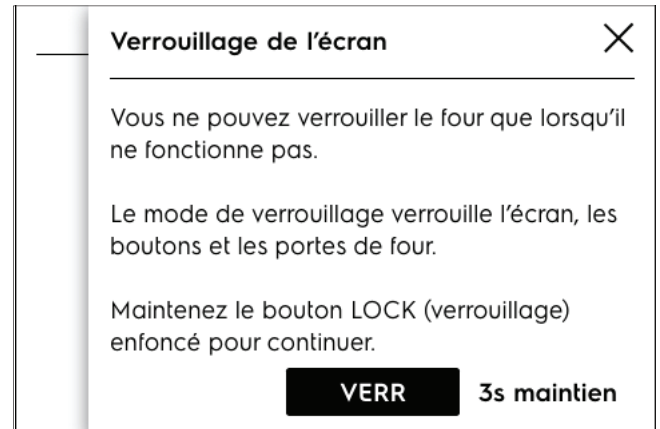 Verrouillage de l’écran
Vous ne pouvez verrouiller le four que lorsqu’il
ne fonctionne pas.
Le mode de verrouillage verrouille l’écran, les
boutons et les portes de four.
Maintenez le bouton LOCK (verrouillage)
enfoncé pour continuer.
VERR 3s maintien